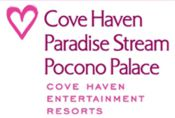 Cove Haven
Paradise Stream
Pocono Palace
COVE HAVEN
ENTERTAINMENT
RESORTS